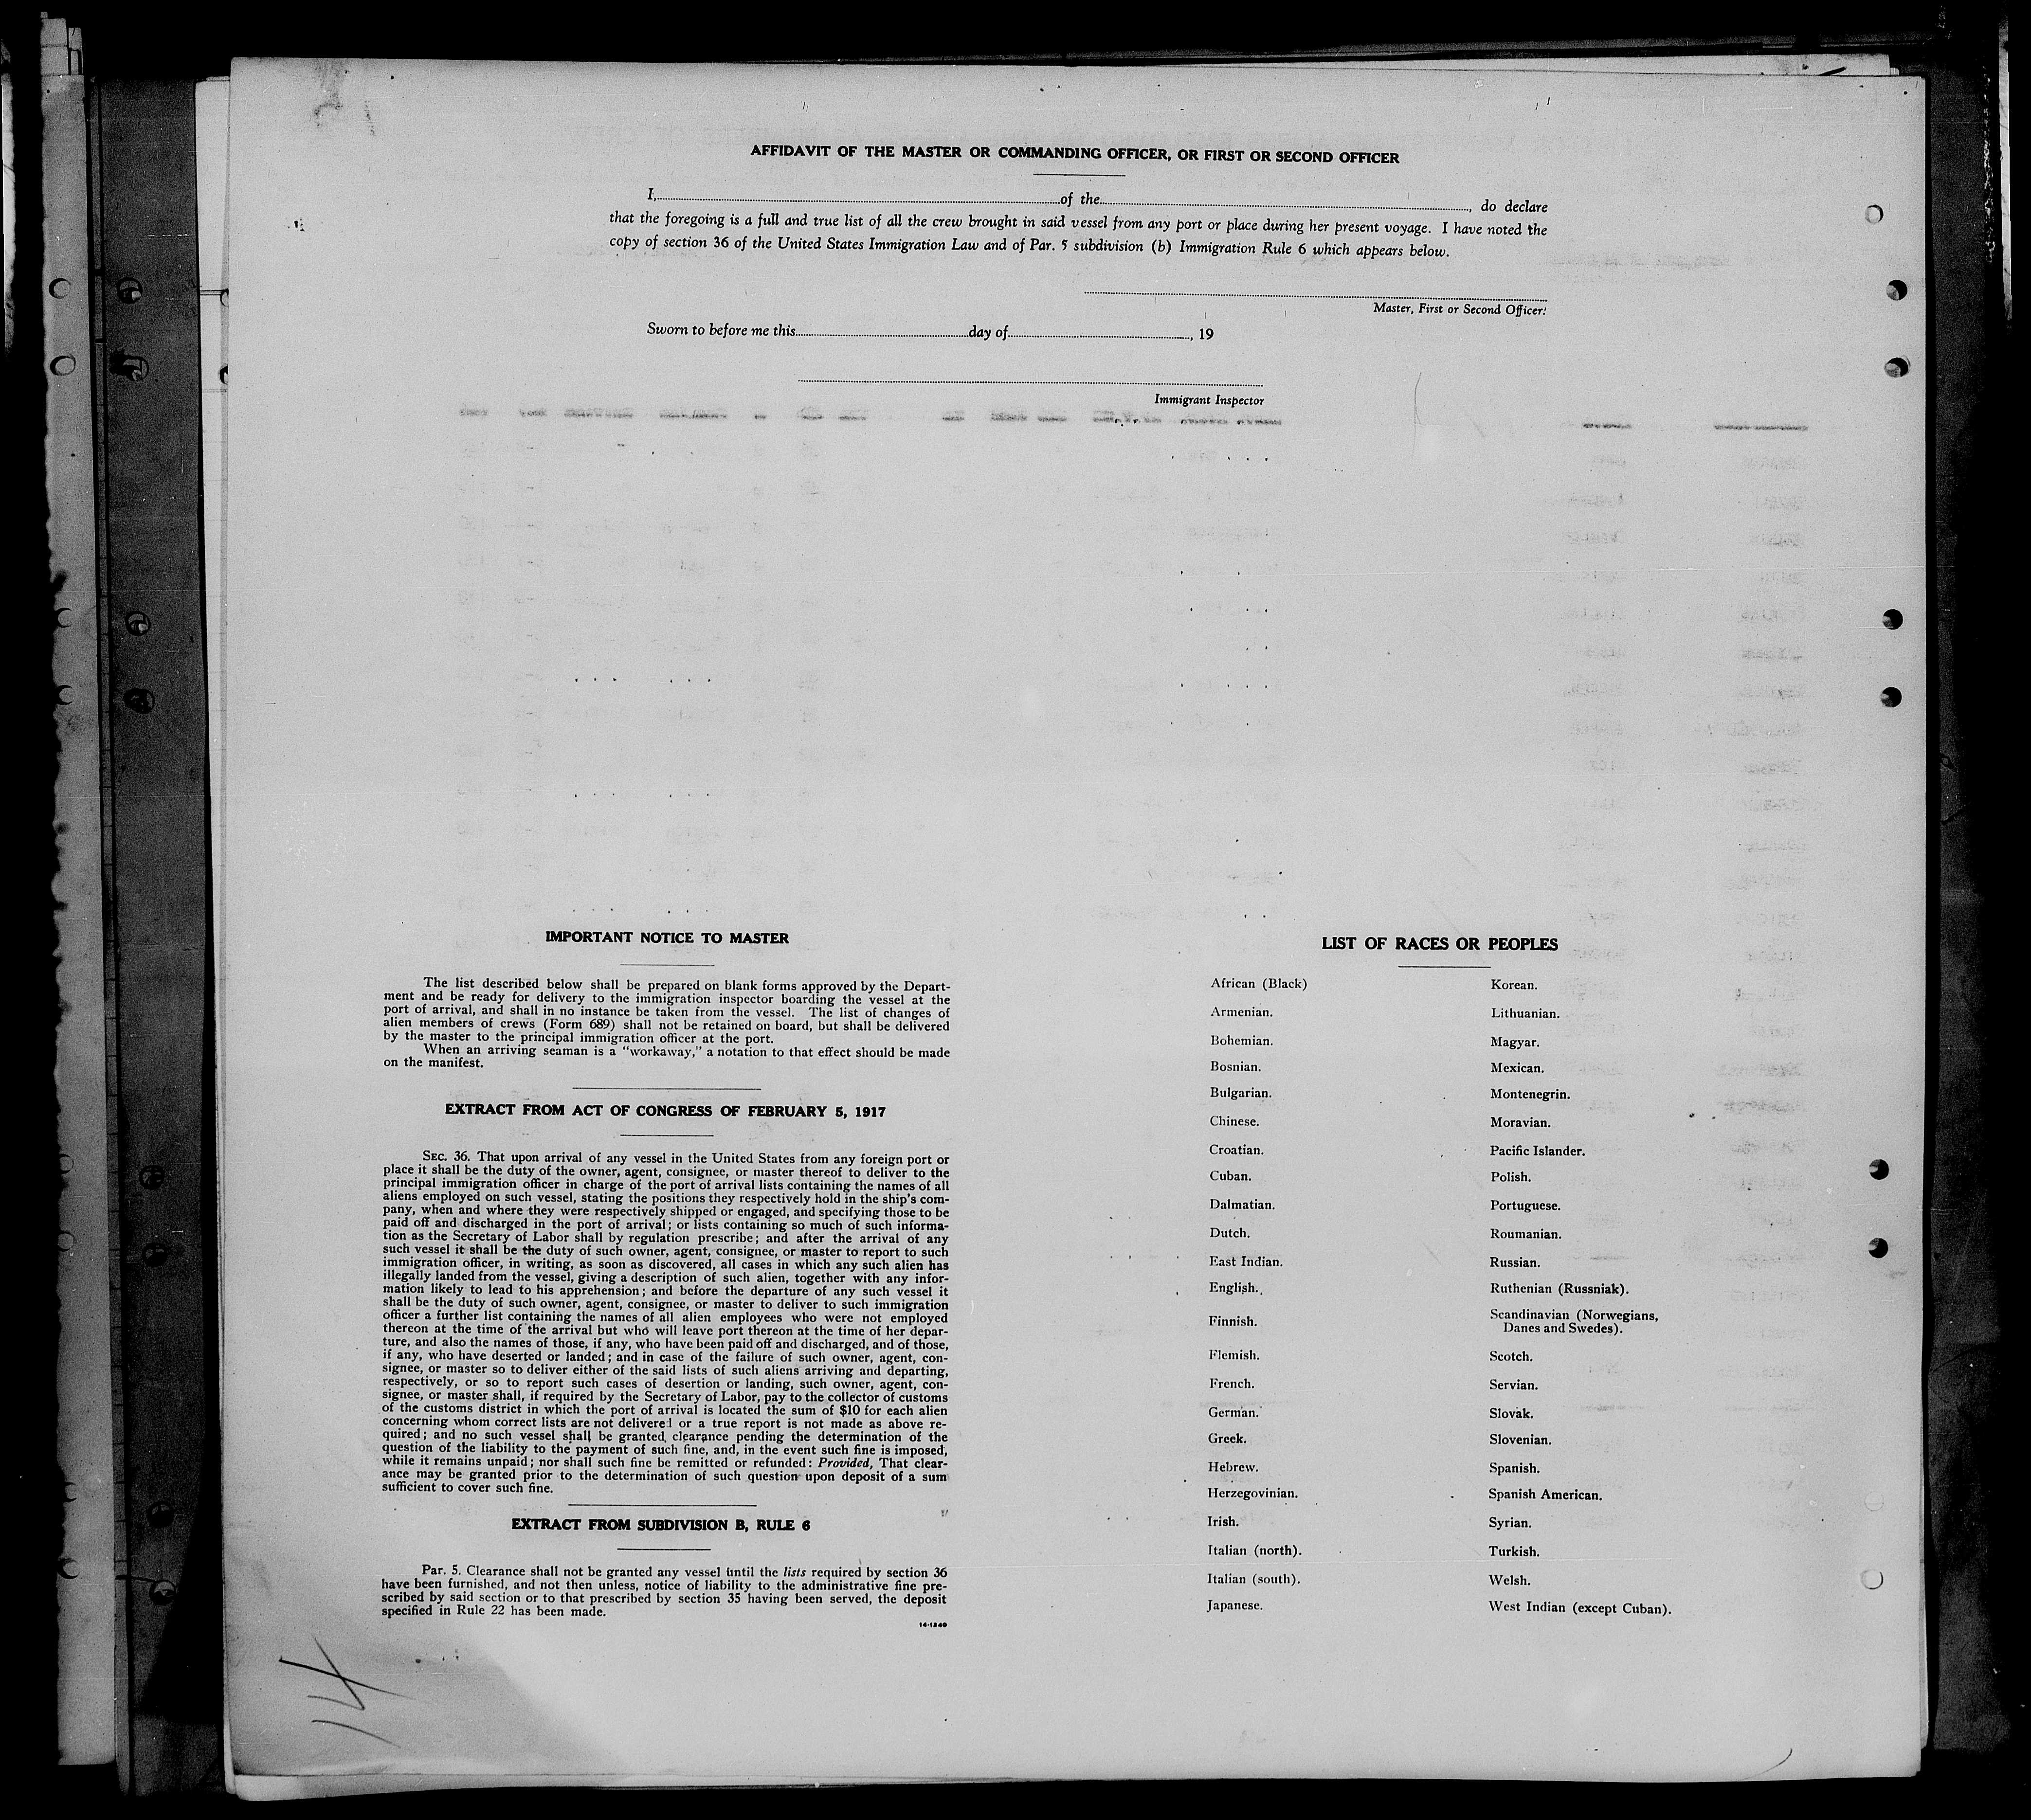 AFFIDAVIT OF THE MASTER OR COMMANDING OFFICER, OR FIRST OR SECOND OFFICER
I, of the , do declare
that the foregoing is a full and true list of all the crew brought in said vessel from any port or place during her present voyage. I have noted the
copy of section 36 of the United States Immigration Law and of Par. 5 subdivision (b) Immigration Rule 6 which appears below.
Master, First or Second Officer.
Sworn to before me this day of , 19
Immigrant Inspector
IMPORTANT NOTICE TO MASTER
The list described below shall be prepared on blank forms approved by the Depart-
ment and be ready for delivery to the immigration inspector boarding the vessel at the
port of arrival, and shall in no instance be taken from the vessel. The list of changes of
alien members of crews (Form 689) shall not be retained on board, but shall be delivered
by the master to the principal immigration officer at the port.
When an arriving seaman is a "workaway," a notation to that effect should be made
on the manifest.
EXTRACT FROM ACT OF CONGRESS OF FEBRUARY 5, 1917
SEC. 36. That upon arrival of any vessel in the United States from any foreign port or
place it shall be the duty of the owner, agent, consignee, or master thereof to deliver to the
principal immigration officer in charge of the port of arrival lists containing the names of all
aliens employed on such vessel, stating the positions they respectively hold in the ship's com-
pany, when and where they were respectively shipped or engaged, and specifying those to be
paid off and discharged in the port of arrival; or lists containing so much of such informa-
tion as the Secretary of Labor shall by regulation prescribe; and after the arrival of any
such vessel it shall be the duty of such owner, agent, consignee, or master to report to such
immigration officer, in writing, as soon as discovered, all cases in which any such alien has
illegally landed from the vessel, giving a description of such alien, together with any infor-
mation likely to lead to his apprehension; and before the departure of any such vessel it
shall be the duty of such owner, agent, consignee, or master to deliver to such immigration
officer a further list containing the names of all alien employees who were not employed
thereon at the time of the arrival but who will leave port thereon at the time of her depar-
ture, and also the names of those, if any, who have been paid off and discharged, and of those,
if any, who have deserted or landed; and in case of the failure of such owner, agent, con-
signee, or master so to deliver either of the said lists of such aliens arriving and departing,
respectively, or so to report such cases of desertion or landing, such owner, agent, con-
signee, or master shall, if required by the Secretary of Labor, pay to the collector of customs
of the customs district in which the port of arrival is located the sum of $10 for each alien
concerning whom correct lists are not delivered or a true report is not made as above re-
quired; and no such vessel shall be granted clearance pending the determination of the
question of the liability to the payment of such fine, and, in the event such fine is imposed,
while it remains unpaid; nor shall such fine be remitted or refunded: Provided, That clear-
ance may be granted prior to the determination of such question upon deposit of a sum
sufficient to cover such fine.
EXTRACT FROM SUBDIVISION B, RULE 6
Par. 5. Clearance shall not be granted any vessel until the lists required by section 36
have been furnished, and not then unless, notice of liability to the administrative fine pre-
scribed by said section or to that prescribed by section 35 having been served, the deposit
specified in Rule 22 has been made.
14-1240
LIST OF RACES OR PEOPLES
African (Black)
Armenian.
Bohemian.
Bosnian.
Bulgarian.
Chinese.
Croatian.
Cuban.
Dalmatian.
Dutch.
East Indian.
English.
Finnish.
Flemish.
French.
German.
Greek.
Hebrew.
Herzegovinian.
Irish.
Italian (north).
Italian (south).
Japanese.
Korean.
Lithuanian.
Magyar.
Mexican.
Montenegrin.
Moravian.
Pacific Islander.
Polish.
Portuguese.
Roumanian.
Russian.
Ruthenian (Russniak).
Scandinavian (Norwegians,
Danes and Swedes).
Scotch.
Servian.
Slovak.
Slovenian.
Spanish.
Spanish American.
Syrian.
Turkish.
Welsh.
West Indian (except Cuban).
14